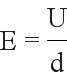 E = U/d